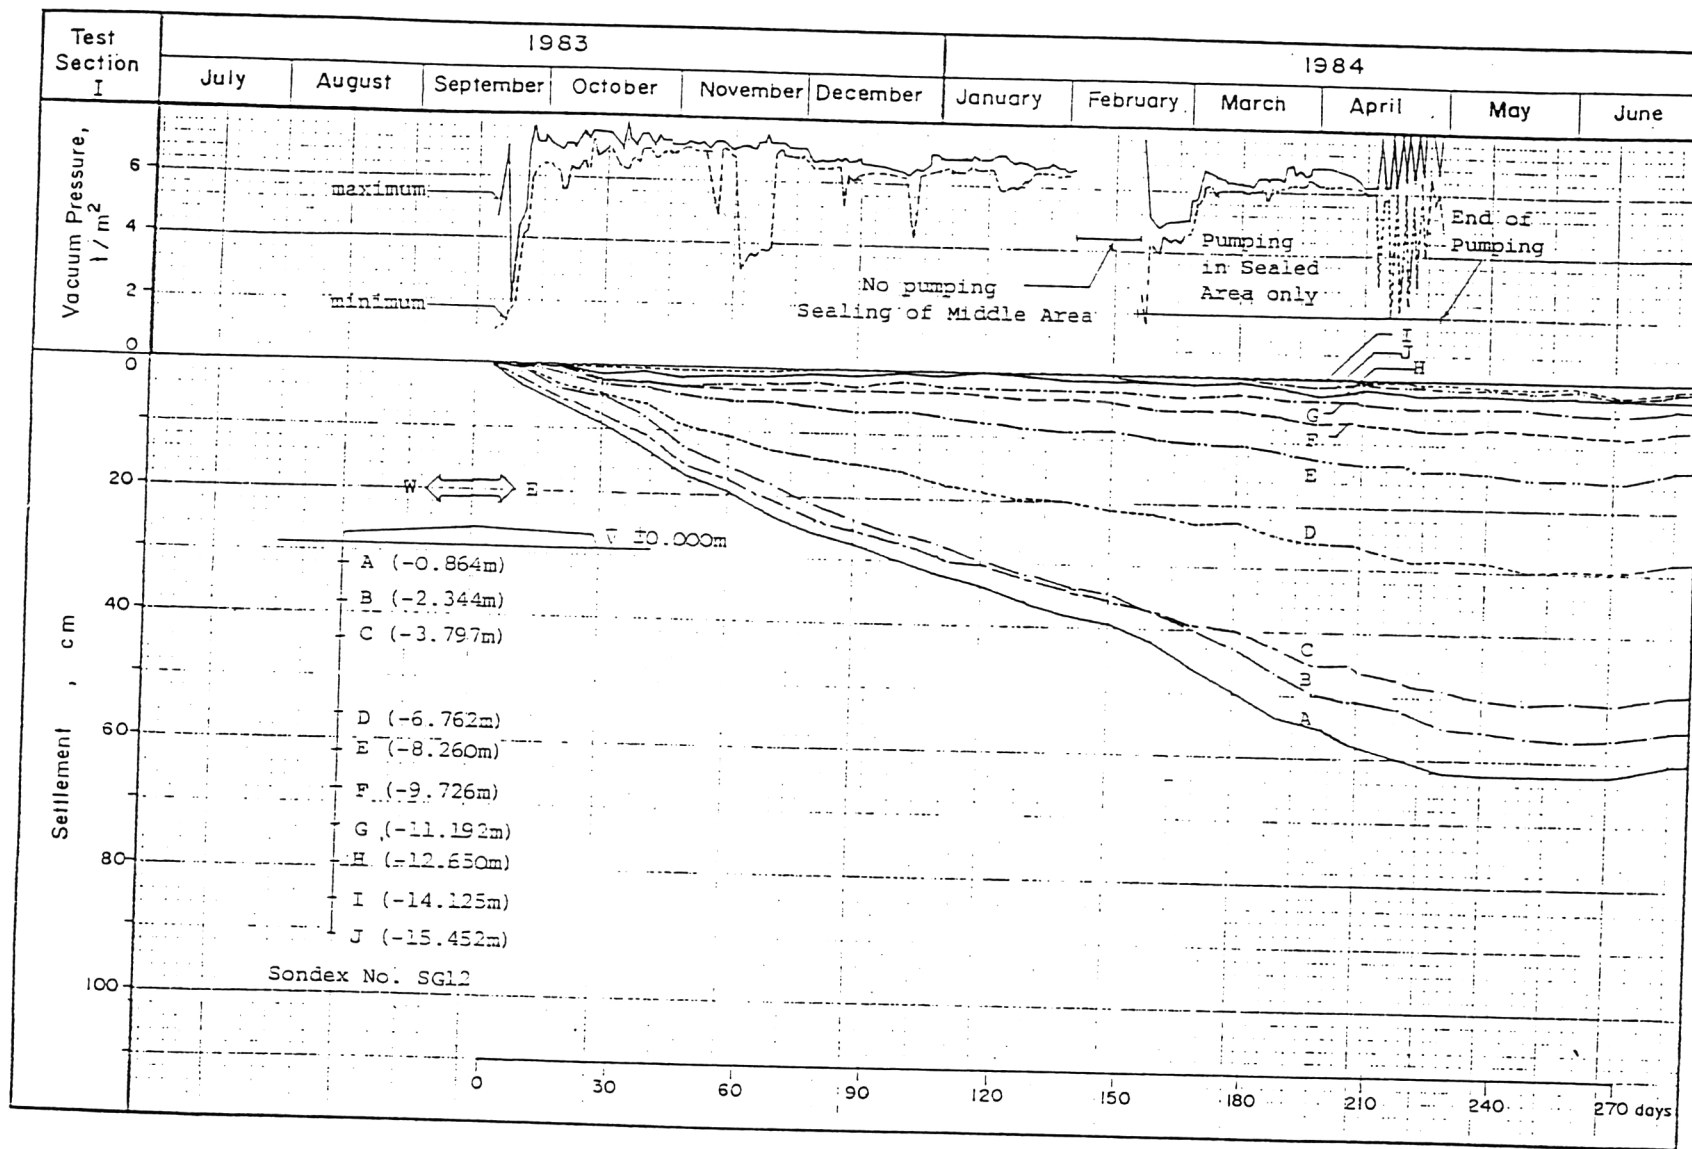 Test
Section
I
1983
1984
July August September October November December January February March April May June
Vacuum Pressure,
1/m²
6
4
2
0
maximum
minimum
No pumping
Sealing of Middle Area
Pumping
in Sealed
Area only
End of
Pumping
Settlement , cm
0
20
40
60
80
100
I
J
H
G
F
E
D
C
B
A
W E
±0.000m
A (-0.864m)
B (-2.344m)
C (-3.797m)
D (-6.762m)
E (-8.260m)
F (-9.726m)
G (-11.192m)
H (-12.650m)
I (-14.125m)
J (-15.452m)
Sondex No. SG12
0 30 60 90 120 150 180 210 240 270 days